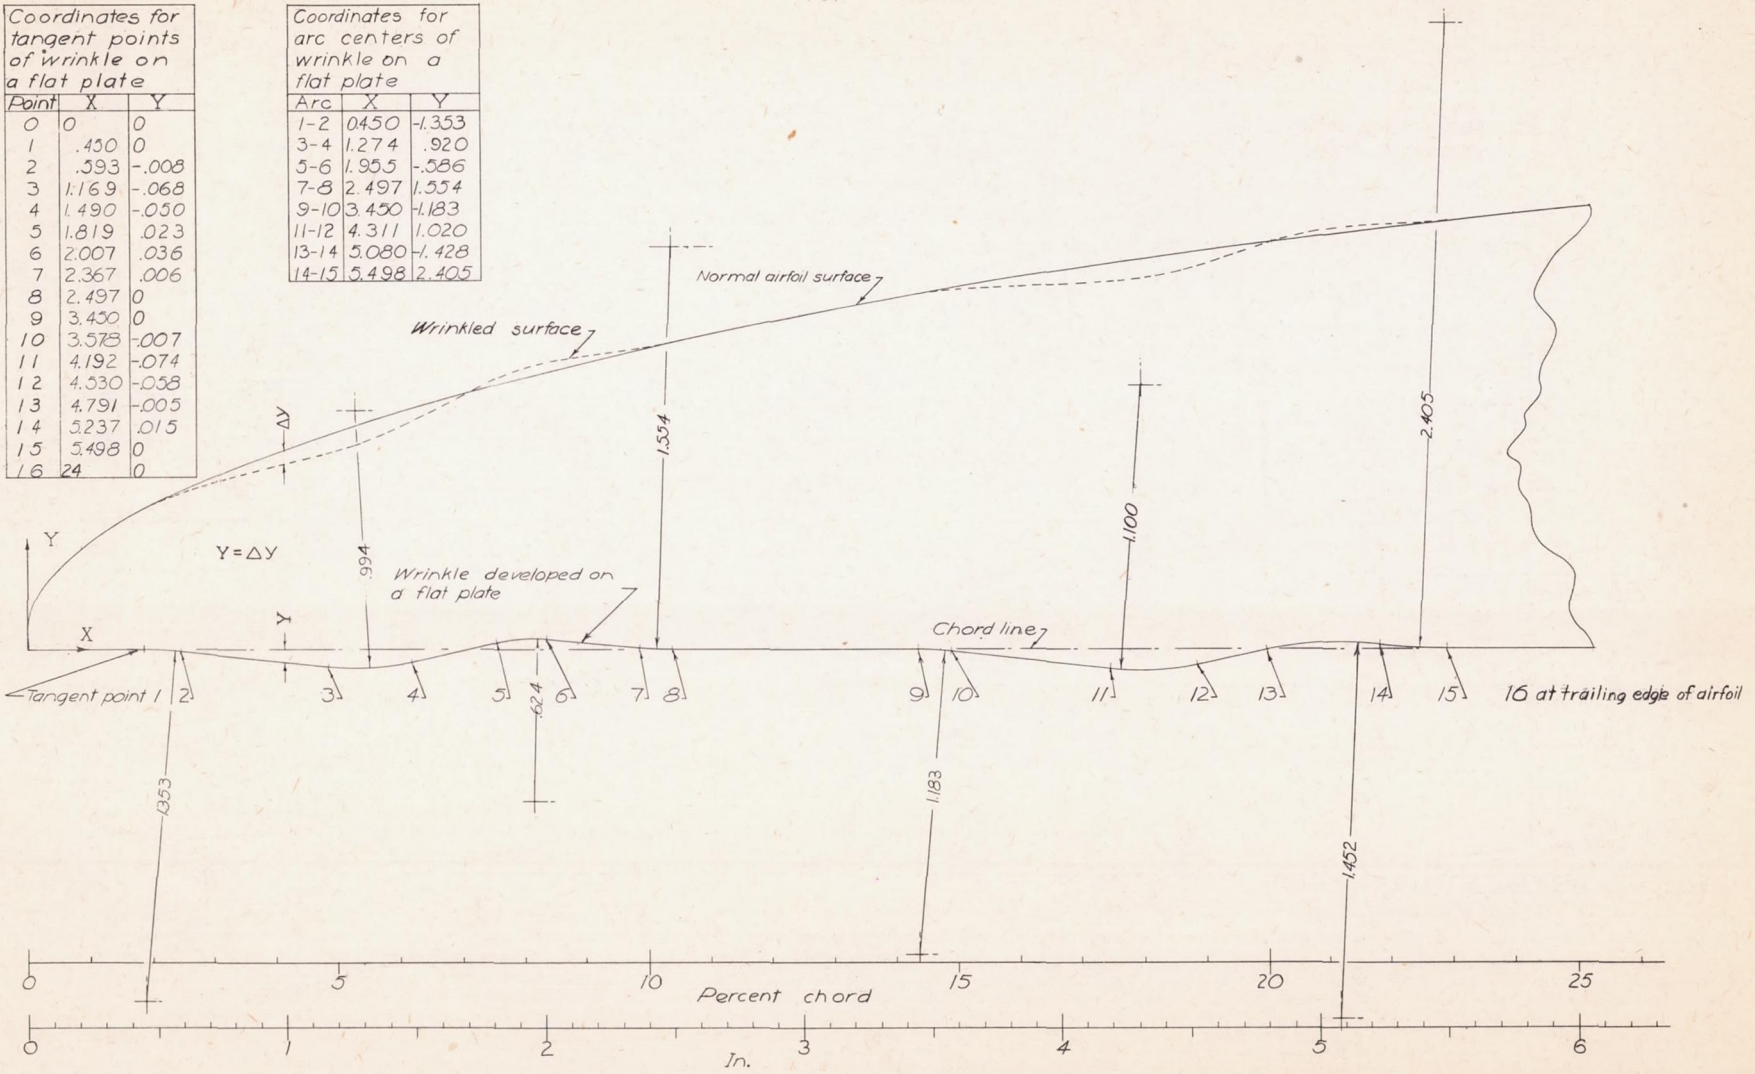 Coordinates for
tangent points
of wrinkle on
a flat plate
Point X Y
0 0 0
1 .450 0
2 .593 -.008
3 1.169 -.068
4 1.490 -.050
5 1.819 .023
6 2.007 .036
7 2.367 .006
8 2.497 0
9 3.450 0
10 3.578 -.007
11 4.192 -.074
12 4.530 -.058
13 4.791 -.005
14 5.237 .015
15 5.498 0
16 24 0
Coordinates for
arc centers of
wrinkle on a
flat plate
Arc X Y
1-2 0.450 -1.353
3-4 1.274 .920
5-6 1.955 -.586
7-8 2.497 1.554
9-10 3.450 -1.183
11-12 4.311 1.020
13-14 5.080 -1.428
14-15 5.498 2.405
Normal airfoil surface
Wrinkled surface
ΔY
1.554
2.405
1.100
.994
Y
Y=ΔY
Wrinkle developed on
a flat plate
X
Y
Chord line
Tangent point 1 2 3 4 5 6 7 8 9 10 11 12 13 14 15 16 at trailing edge of airfoil
.624
1.353
1.183
1.452
0 5 10 15 20 25
Percent chord
0 1 2 3 4 5 6
In.